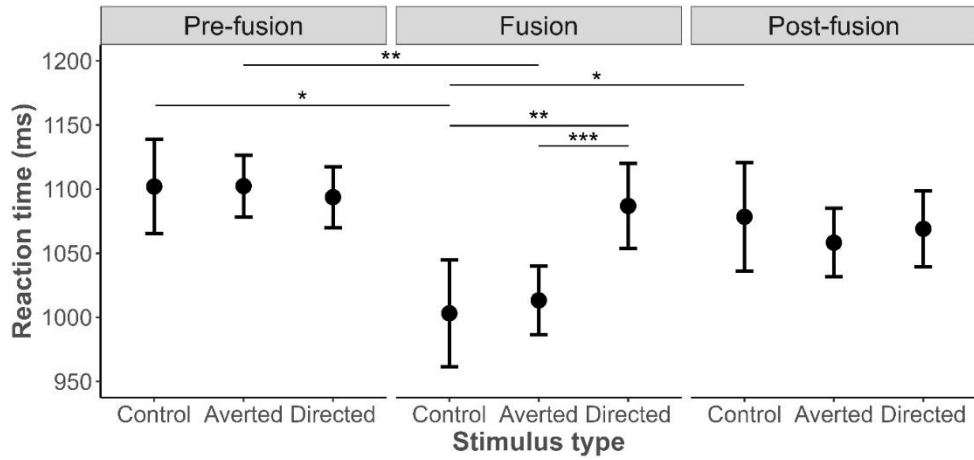 Pre-fusion Fusion Post-fusion
Reaction time (ms)
1200
1150
1100
1050
1000
950
** 
*
*
**
***
Control Averted Directed Control Averted Directed Control Averted Directed
Stimulus type